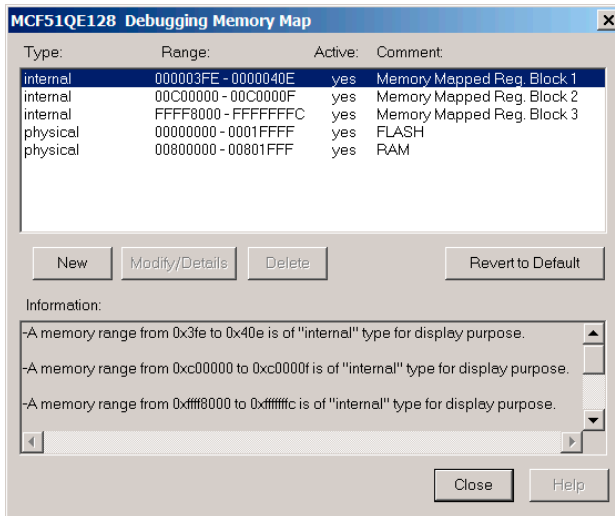 MCF51QE128 Debugging Memory Map
Type: Range: Active: Comment:
internal 000003FE - 0000040E yes Memory Mapped Reg. Block 1
internal 00C00000 - 00C0000F yes Memory Mapped Reg. Block 2
internal FFFF8000 - FFFFFFFC yes Memory Mapped Reg. Block 3
physical 00000000 - 0001FFFF yes FLASH
physical 00800000 - 00801FFF yes RAM
New Modify/Details Delete Revert to Default
Information:
-A memory range from 0x3fe to 0x40e is of "internal" type for display purpose.
-A memory range from 0xc00000 to 0xc0000f is of "internal" type for display purpose.
-A memory range from 0xffff8000 to 0xfffffffc is of "internal" type for display purpose.
Close Help